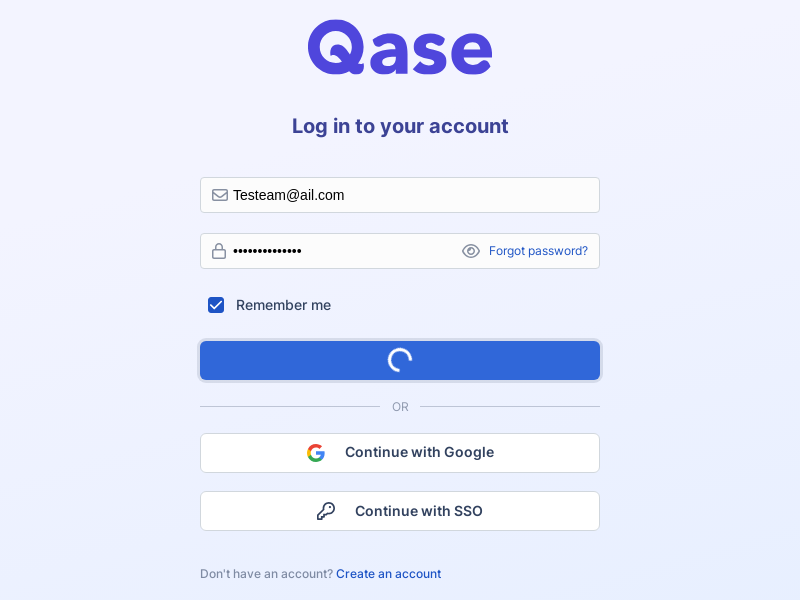 Qase
Log in to your account
Testeam@ail.com
••••••••••••••
Forgot password?
Remember me
OR
Continue with Google
Continue with SSO
Don't have an account? Create an account